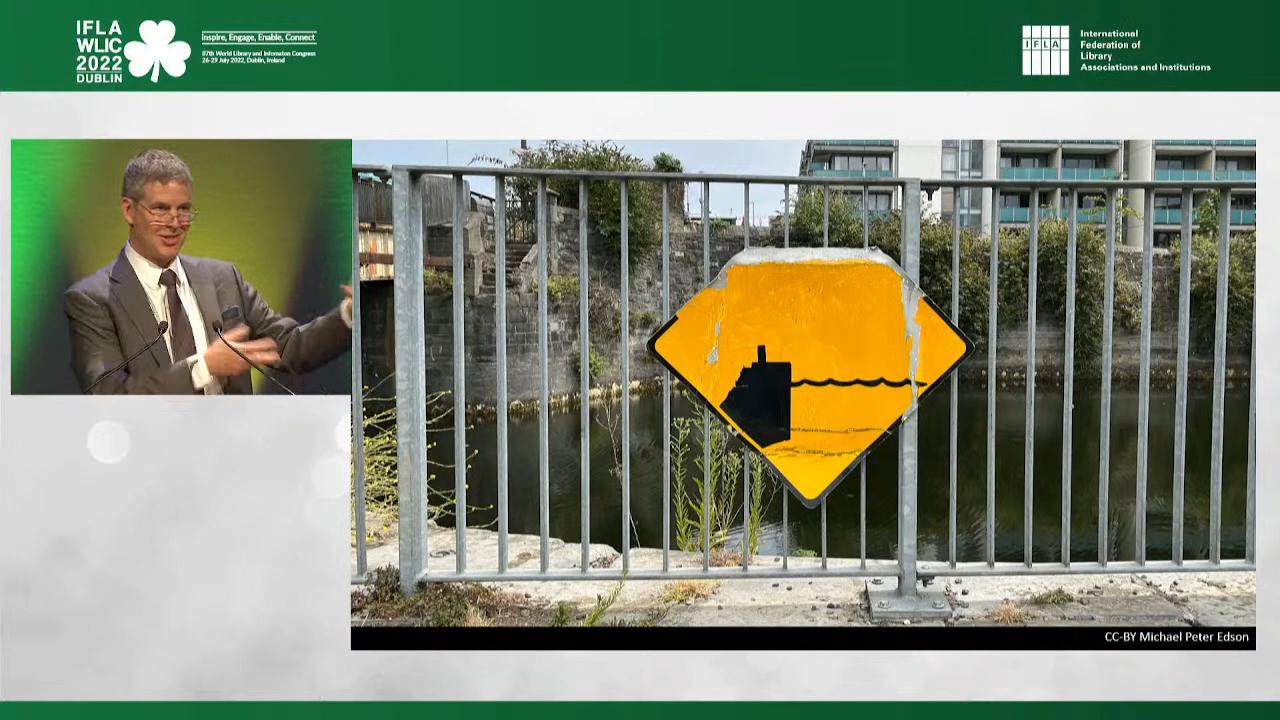 IFLA
WLIC
2022
DUBLIN
Inspire, Engage, Enable, Connect
87th World Library and Infomation Congress
26-29 July 2022, Dublin, Ireland
IFLA
International
Federation of
Library
Associations and Institutions
CC-BY Michael Peter Edson